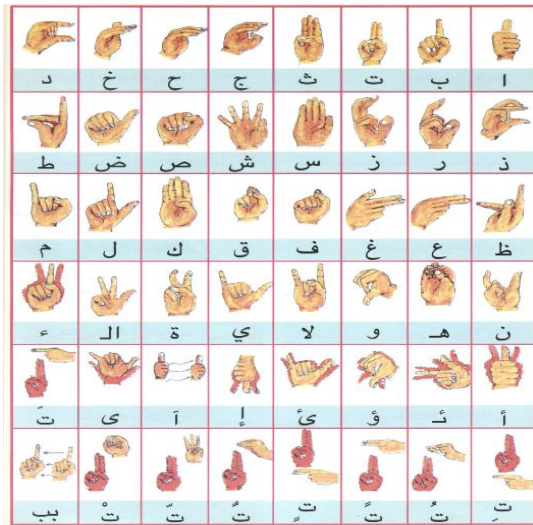 ا ب ت ث ج ح خ د
ذ ر ز س ش ص ض ط
ظ ع غ ف ق ك ل م
ن هـ و لا ي ة الـ ء
أ ئـ ؤ ئ إ آ ى تَ
تِ تُ تً تٍ تٌ تّ تْ بب